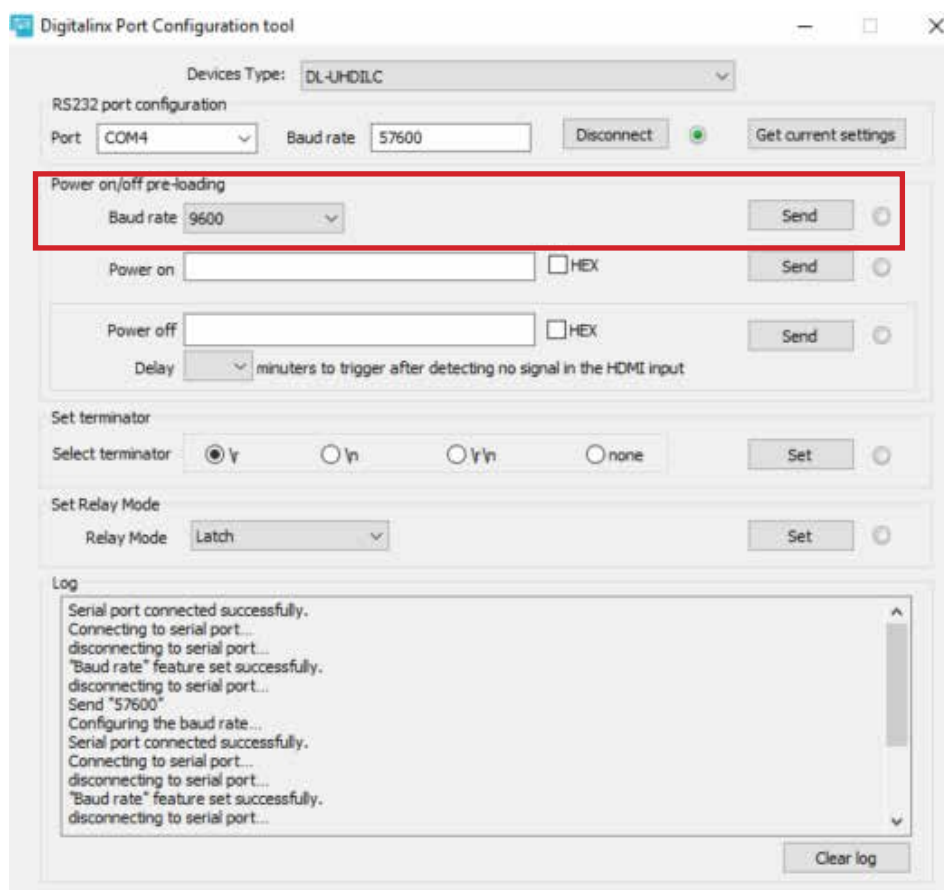 Digitalinx Port Configuration tool
Devices Type: DL-UHDILC
RS232 port configuration
Port COM4 Baud rate 57600 Disconnect Get current settings
Power on/off pre-loading
Baud rate 9600 Send
Power on HEX Send
Power off HEX Send
Delay minuters to trigger after detecting no signal in the HDMI input
Set terminator
Select terminator \r \n \r\n none Set
Set Relay Mode
Relay Mode Latch Set
Log
Serial port connected successfully.
Connecting to serial port...
disconnecting to serial port...
"Baud rate" feature set successfully.
disconnecting to serial port...
Send "57600"
Configuring the baud rate...
Serial port connected successfully.
Connecting to serial port...
disconnecting to serial port...
"Baud rate" feature set successfully.
disconnecting to serial port...
Clear log